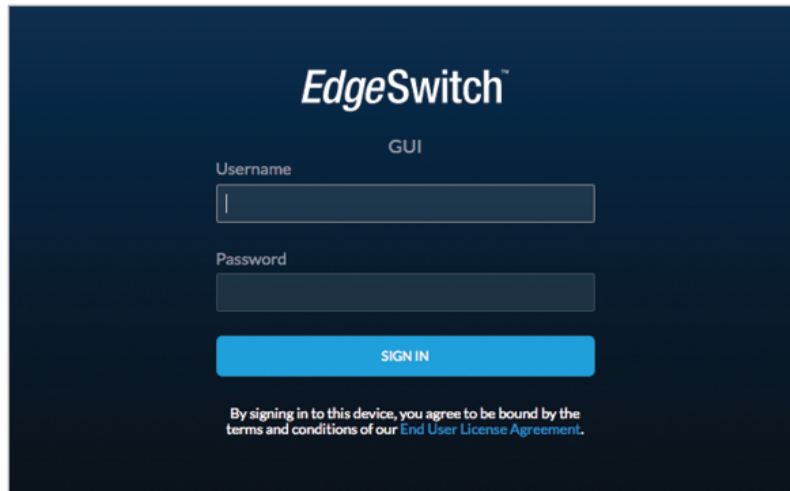 EdgeSwitch™
GUI
Username
Password
SIGN IN
By signing in to this device, you agree to be bound by the
terms and conditions of our End User License Agreement.